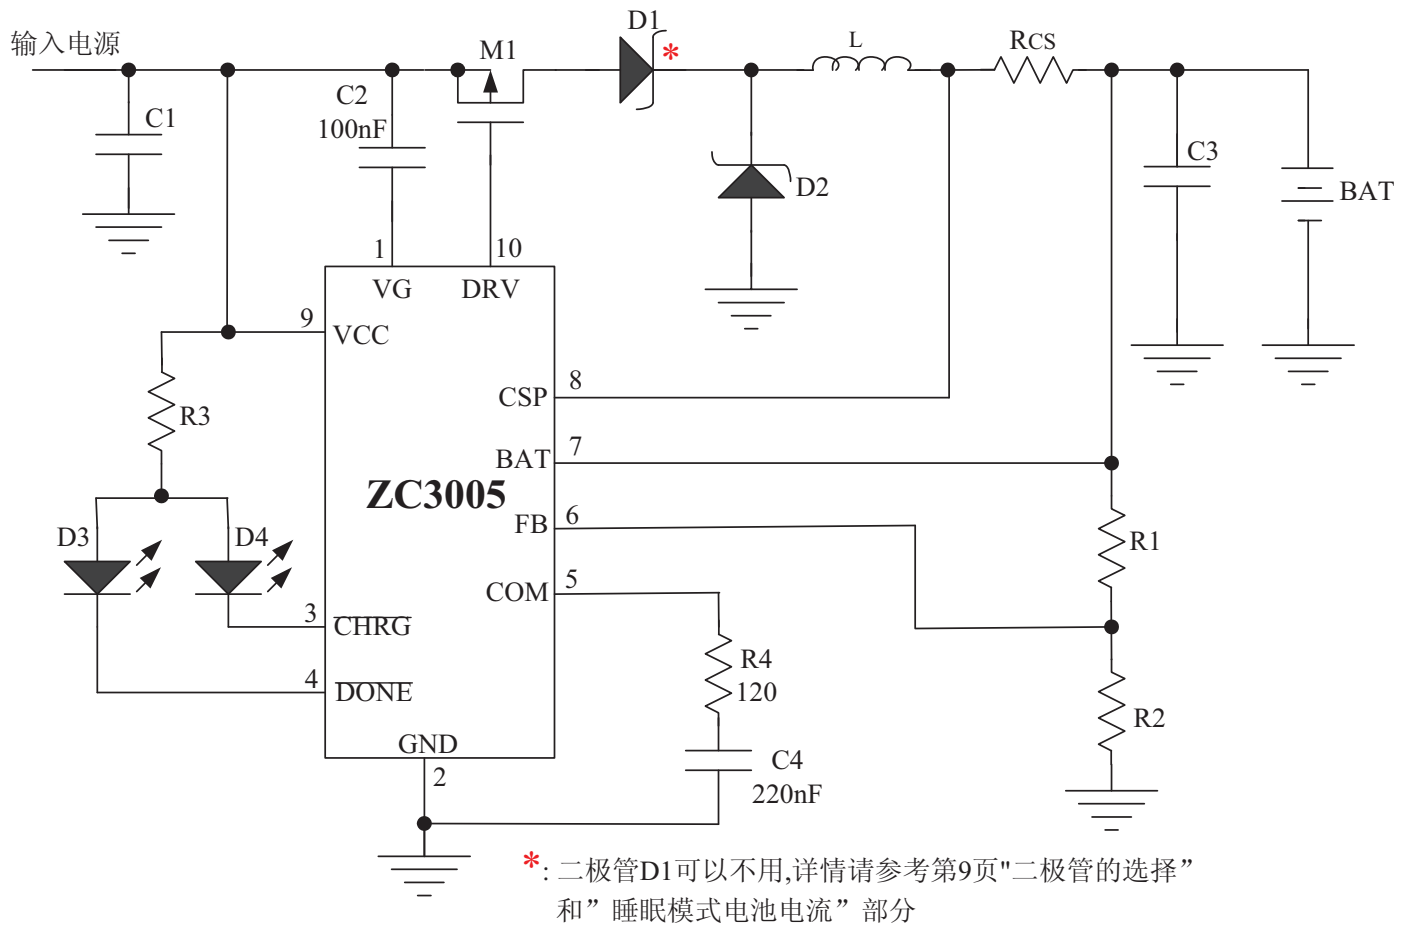 输入电源
D1
*
M1
L
RCS
C1
C2
100nF
C3
D2
BAT
1
10
VG
DRV
9
VCC
8
CSP
R3
7
BAT
ZC3005
6
FB
D3
D4
R1
5
COM
3
CHRG
R4
120
4
DONE
R2
GND
2
C4
220nF
*: 二极管D1可以不用,详情请参考第9页"二极管的选择”
和”睡眠模式电池电流”部分